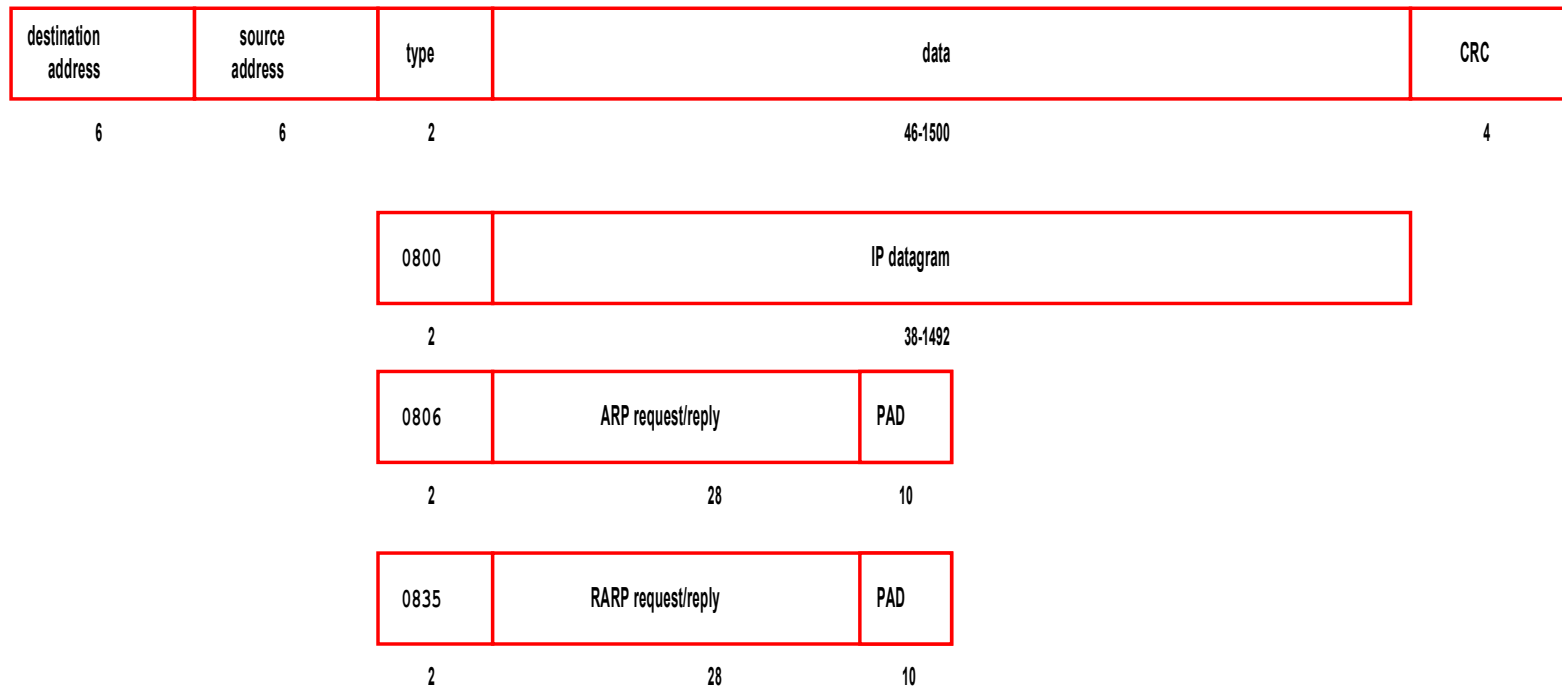 destination
address
source
address
type
data
CRC
6
6
2
46-1500
4
0800
IP datagram
2
38-1492
0806
ARP request/reply
PAD
2
28
10
0835
RARP request/reply
PAD
2
28
10